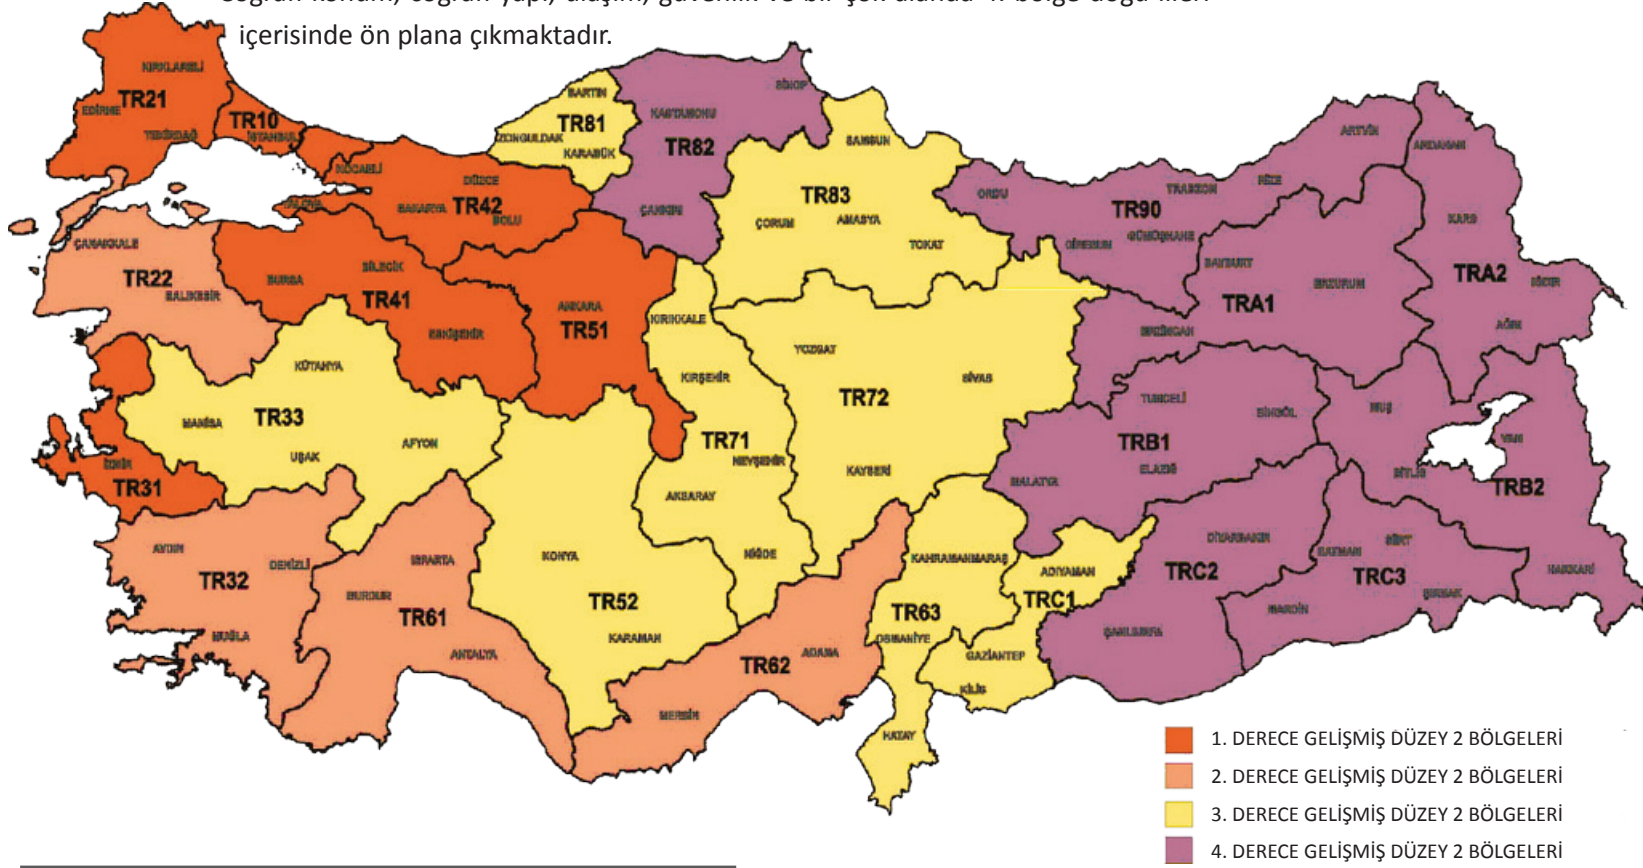 içerisinde ön plana çıkmaktadır.
KIRKLARELİ
TR21
EDİRNE
TEKİRDAĞ
TR10
İSTANBUL
KOCAELİ
DÜZCE
YALOVA
SAKARYA
TR42
BOLU
BARTIN
TR81
ZONGULDAK
KARABÜK
KASTAMONU
SİNOP
TR82
ÇANKIRI
SAMSUN
TR83
ÇORUM
AMASYA
TOKAT
ORDU
TRABZON
RİZE
ARTVİN
TR90
GİRESUN
GÜMÜŞHANE
ARDAHAN
KARS
TRA2
IĞDIR
AĞRI
BAYBURT
ERZURUM
TRA1
ERZİNCAN
ÇANAKKALE
TR22
BALIKESİR
BURSA
BİLECİK
TR41
ESKİŞEHİR
ANKARA
TR51
KIRIKKALE
KIRŞEHİR
TR71
NEVŞEHİR
AKSARAY
NİĞDE
YOZGAT
SİVAS
TR72
KAYSERİ
TUNCELİ
BİNGÖL
TRB1
ELAZIĞ
MALATYA
MUŞ
VAN
BİTLİS
TRB2
HAKKARİ
KÜTAHYA
TR33
MANİSA
UŞAK
AFYON
İZMİR
TR31
AYDIN
DENİZLİ
TR32
MUĞLA
ISPARTA
BURDUR
TR61
ANTALYA
KONYA
TR52
KARAMAN
TR62
ADANA
MERSİN
KAHRAMANMARAŞ
TR63
OSMANİYE
HATAY
ADIYAMAN
TRC1
GAZİANTEP
KİLİS
DİYARBAKIR
TRC2
ŞANLIURFA
BATMAN
SİİRT
TRC3
MARDİN
ŞIRNAK
1. DERECE GELİŞMİŞ DÜZEY 2 BÖLGELERİ
2. DERECE GELİŞMİŞ DÜZEY 2 BÖLGELERİ
3. DERECE GELİŞMİŞ DÜZEY 2 BÖLGELERİ
4. DERECE GELİŞMİŞ DÜZEY 2 BÖLGELERİ